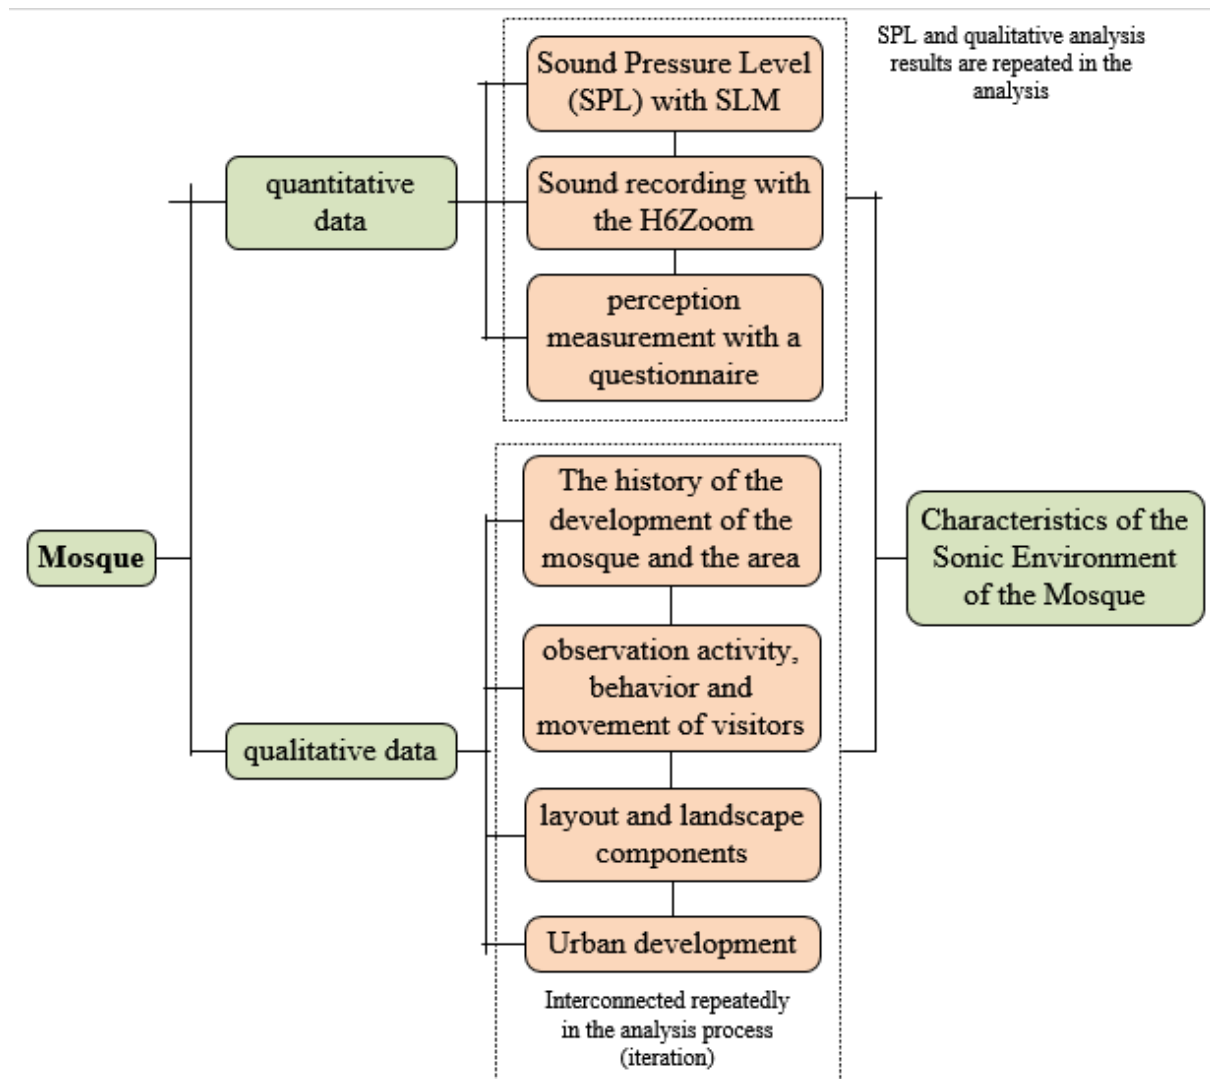 Sound Pressure Level
(SPL) with SLM
SPL and qualitative analysis
results are repeated in the
analysis
quantitative
data
Sound recording with
the H6Zoom
perception
measurement with a
questionnaire
Mosque
The history of the
development of the
mosque and the area
Characteristics of the
Sonic Environment
of the Mosque
observation activity,
behavior and
movement of visitors
qualitative data
layout and landscape
components
Urban development
Interconnected repeatedly
in the analysis process
(iteration)